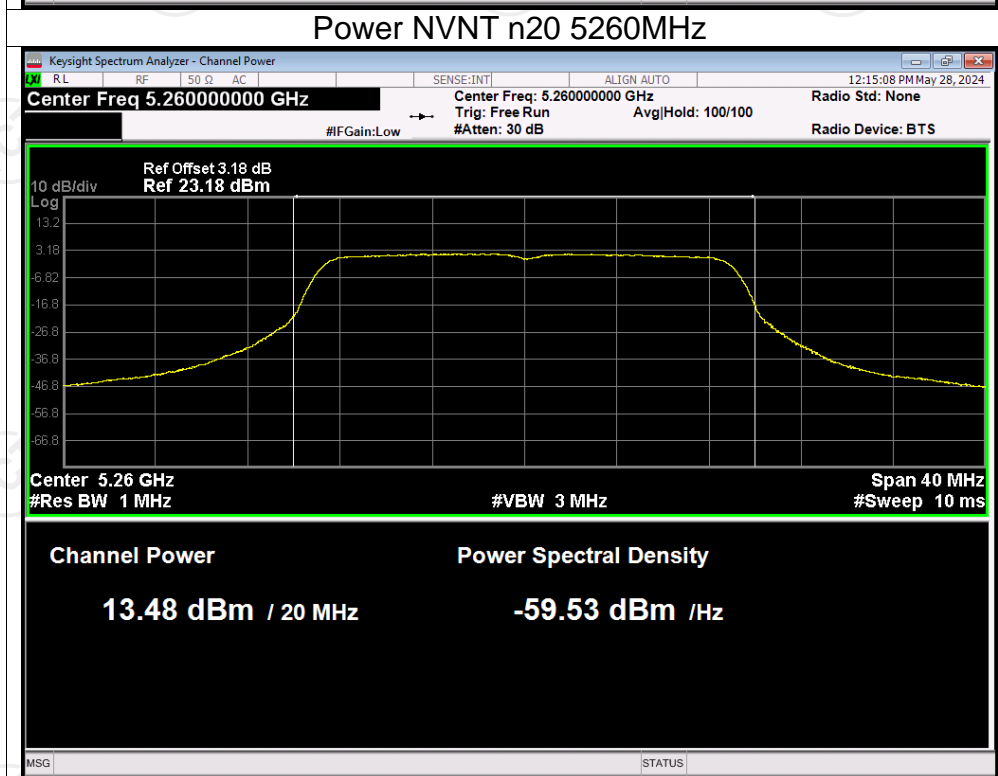 Power NVNT n20 5260MHz
Keysight Spectrum Analyzer - Channel Power
LXI RL RF 50 Ω AC SENSE:INT ALIGN AUTO 12:15:08 PM May 28, 2024
Center Freq 5.260000000 GHz Center Freq: 5.260000000 GHz Radio Std: None
Trig: Free Run Avg|Hold: 100/100
#IFGain:Low #Atten: 30 dB Radio Device: BTS
Ref Offset 3.18 dB
10 dB/div Ref 23.18 dBm
Log
13.2
3.18
-6.82
-16.8
-26.8
-36.8
-46.8
-56.8
-66.8
Center 5.26 GHz Span 40 MHz
#Res BW 1 MHz #VBW 3 MHz #Sweep 10 ms
Channel Power Power Spectral Density
13.48 dBm / 20 MHz -59.53 dBm /Hz
MSG STATUS